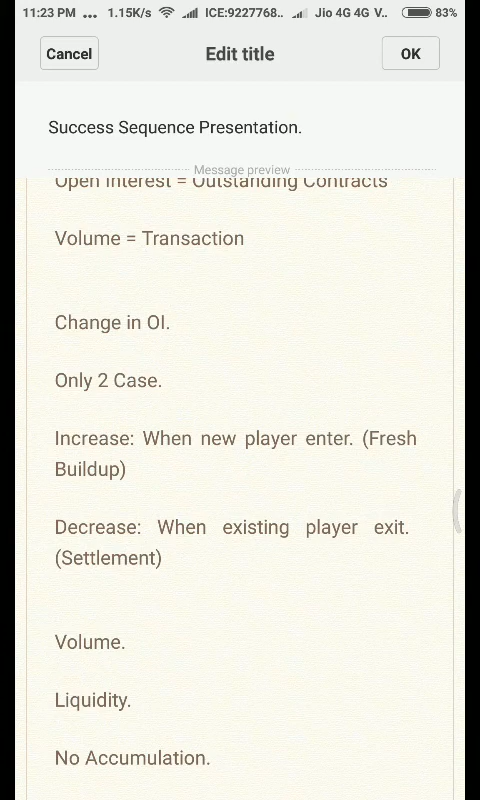 11:23 PM ... 1.15K/s ICE:9227768.. Jio 4G 4G V.. 83%
Cancel Edit title OK
Success Sequence Presentation.
Message preview
Open Interest = Outstanding Contracts
Volume = Transaction
Change in OI.
Only 2 Case.
Increase: When new player enter. (Fresh
Buildup)
Decrease: When existing player exit.
(Settlement)
Volume.
Liquidity.
No Accumulation.